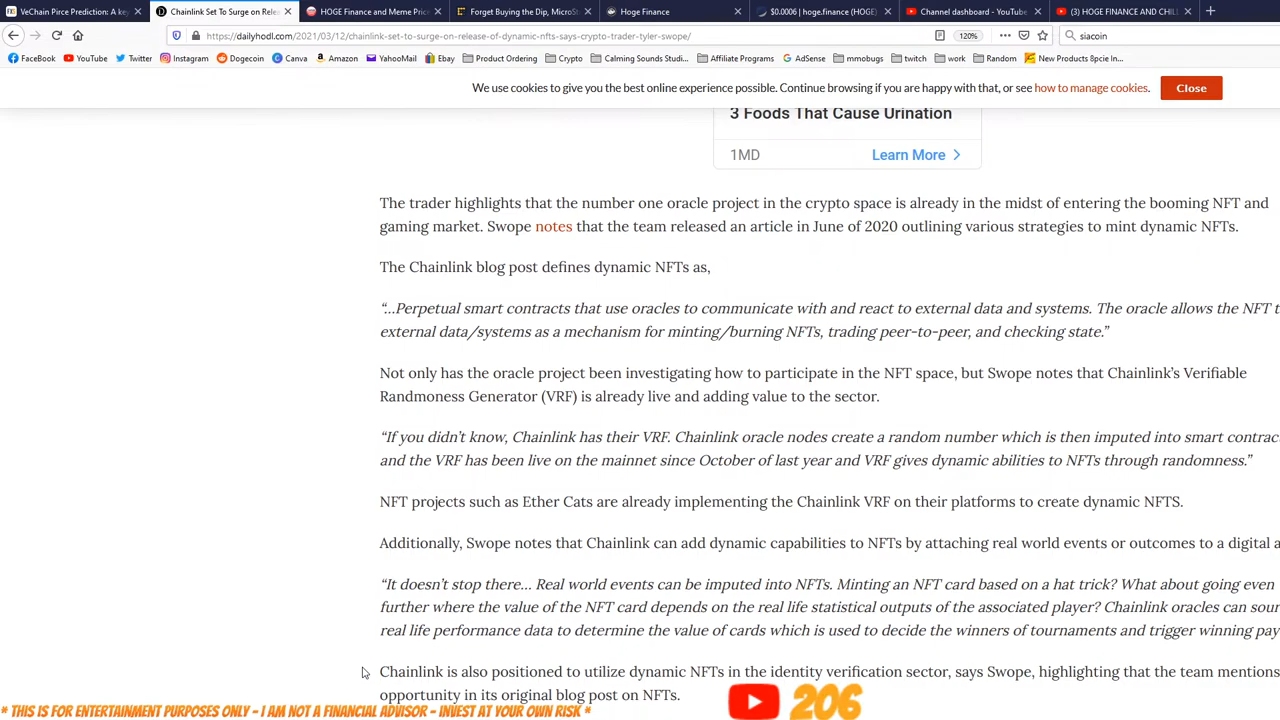 VeChain Pirce Prediction: A key
Chainlink Set To Surge on Rele
HOGE Finance and Meme Pric
Forget Buying the Dip, MicroSt
Hoge Finance
$0.0006 | hoge.finance (HOGE)
Channel dashboard - YouTube
(3) HOGE FINANCE AND CHIL
https://dailyhodl.com/2021/03/12/chainlink-set-to-surge-on-release-of-dynamic-nfts-says-crypto-trader-tyler-swope/
120%
siacoin
FaceBook YouTube Twitter Instagram Dogecoin Canva Amazon YahooMail Ebay Product Ordering Crypto Calming Sounds Studi... Affiliate Programs AdSense mmobugs twitch work Random New Products 8pcie In...
We use cookies to give you the best online experience possible. Continue browsing if you are happy with that, or see how to manage cookies. Close
3 Foods That Cause Urination
1MD Learn More
The trader highlights that the number one oracle project in the crypto space is already in the midst of entering the booming NFT and
gaming market. Swope notes that the team released an article in June of 2020 outlining various strategies to mint dynamic NFTs.
The Chainlink blog post defines dynamic NFTs as,
“…Perpetual smart contracts that use oracles to communicate with and react to external data and systems. The oracle allows the NFT t
external data/systems as a mechanism for minting/burning NFTs, trading peer-to-peer, and checking state.”
Not only has the oracle project been investigating how to participate in the NFT space, but Swope notes that Chainlink’s Verifiable
Randmoness Generator (VRF) is already live and adding value to the sector.
“If you didn’t know, Chainlink has their VRF. Chainlink oracle nodes create a random number which is then imputed into smart contrac
and the VRF has been live on the mainnet since October of last year and VRF gives dynamic abilities to NFTs through randomness.”
NFT projects such as Ether Cats are already implementing the Chainlink VRF on their platforms to create dynamic NFTS.
Additionally, Swope notes that Chainlink can add dynamic capabilities to NFTs by attaching real world events or outcomes to a digital a
“It doesn’t stop there… Real world events can be imputed into NFTs. Minting an NFT card based on a hat trick? What about going even
further where the value of the NFT card depends on the real life statistical outputs of the associated player? Chainlink oracles can sour
real life performance data to determine the value of cards which is used to decide the winners of tournaments and trigger winning pay
Chainlink is also positioned to utilize dynamic NFTs in the identity verification sector, says Swope, highlighting that the team mentions
opportunity in its original blog post on NFTs.
* THIS IS FOR ENTERTAINMENT PURPOSES ONLY - I AM NOT A FINANCIAL ADVISOR - INVEST AT YOUR OWN RISK *
206